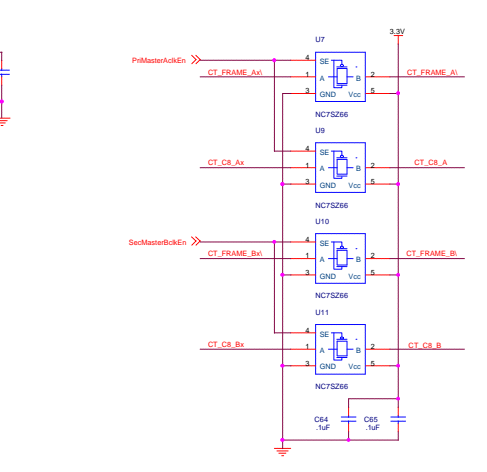 3.3V
U7
PriMasterAclkEn
4 SE
CT_FRAME_Ax\ 1 A B 2 CT_FRAME_A\
3 GND Vcc 5
NC7SZ66
U9
4 SE
CT_C8_Ax 1 A B 2 CT_C8_A
3 GND Vcc 5
NC7SZ66
U10
SecMasterBclkEn
4 SE
CT_FRAME_Bx\ 1 A B 2 CT_FRAME_B\
3 GND Vcc 5
NC7SZ66
U11
4 SE
CT_C8_Bx 1 A B 2 CT_C8_B
3 GND Vcc 5
NC7SZ66
C64 C65
.1uF .1uF